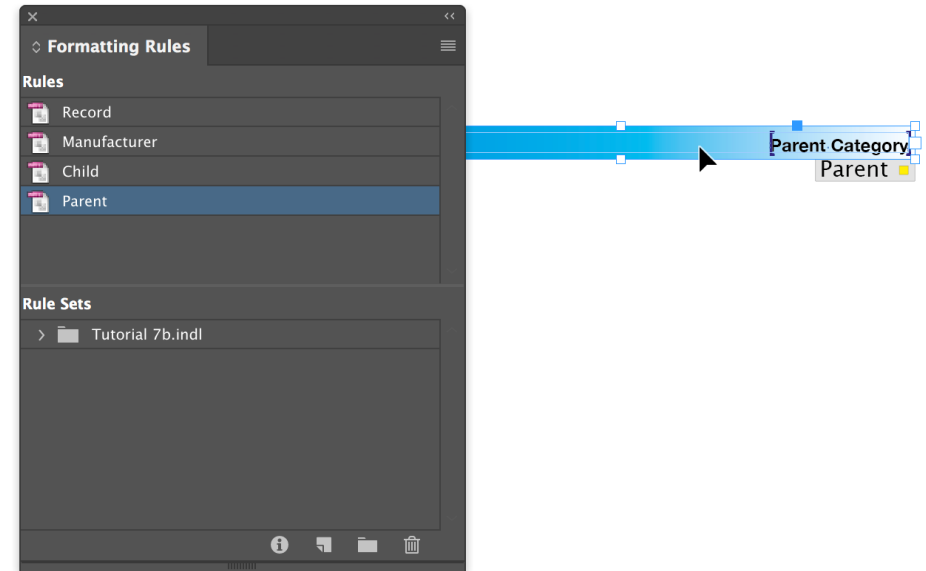 Formatting Rules
Rules
Record
Manufacturer
Child
Parent
Rule Sets
Tutorial 7b.indl
Parent Category
Parent